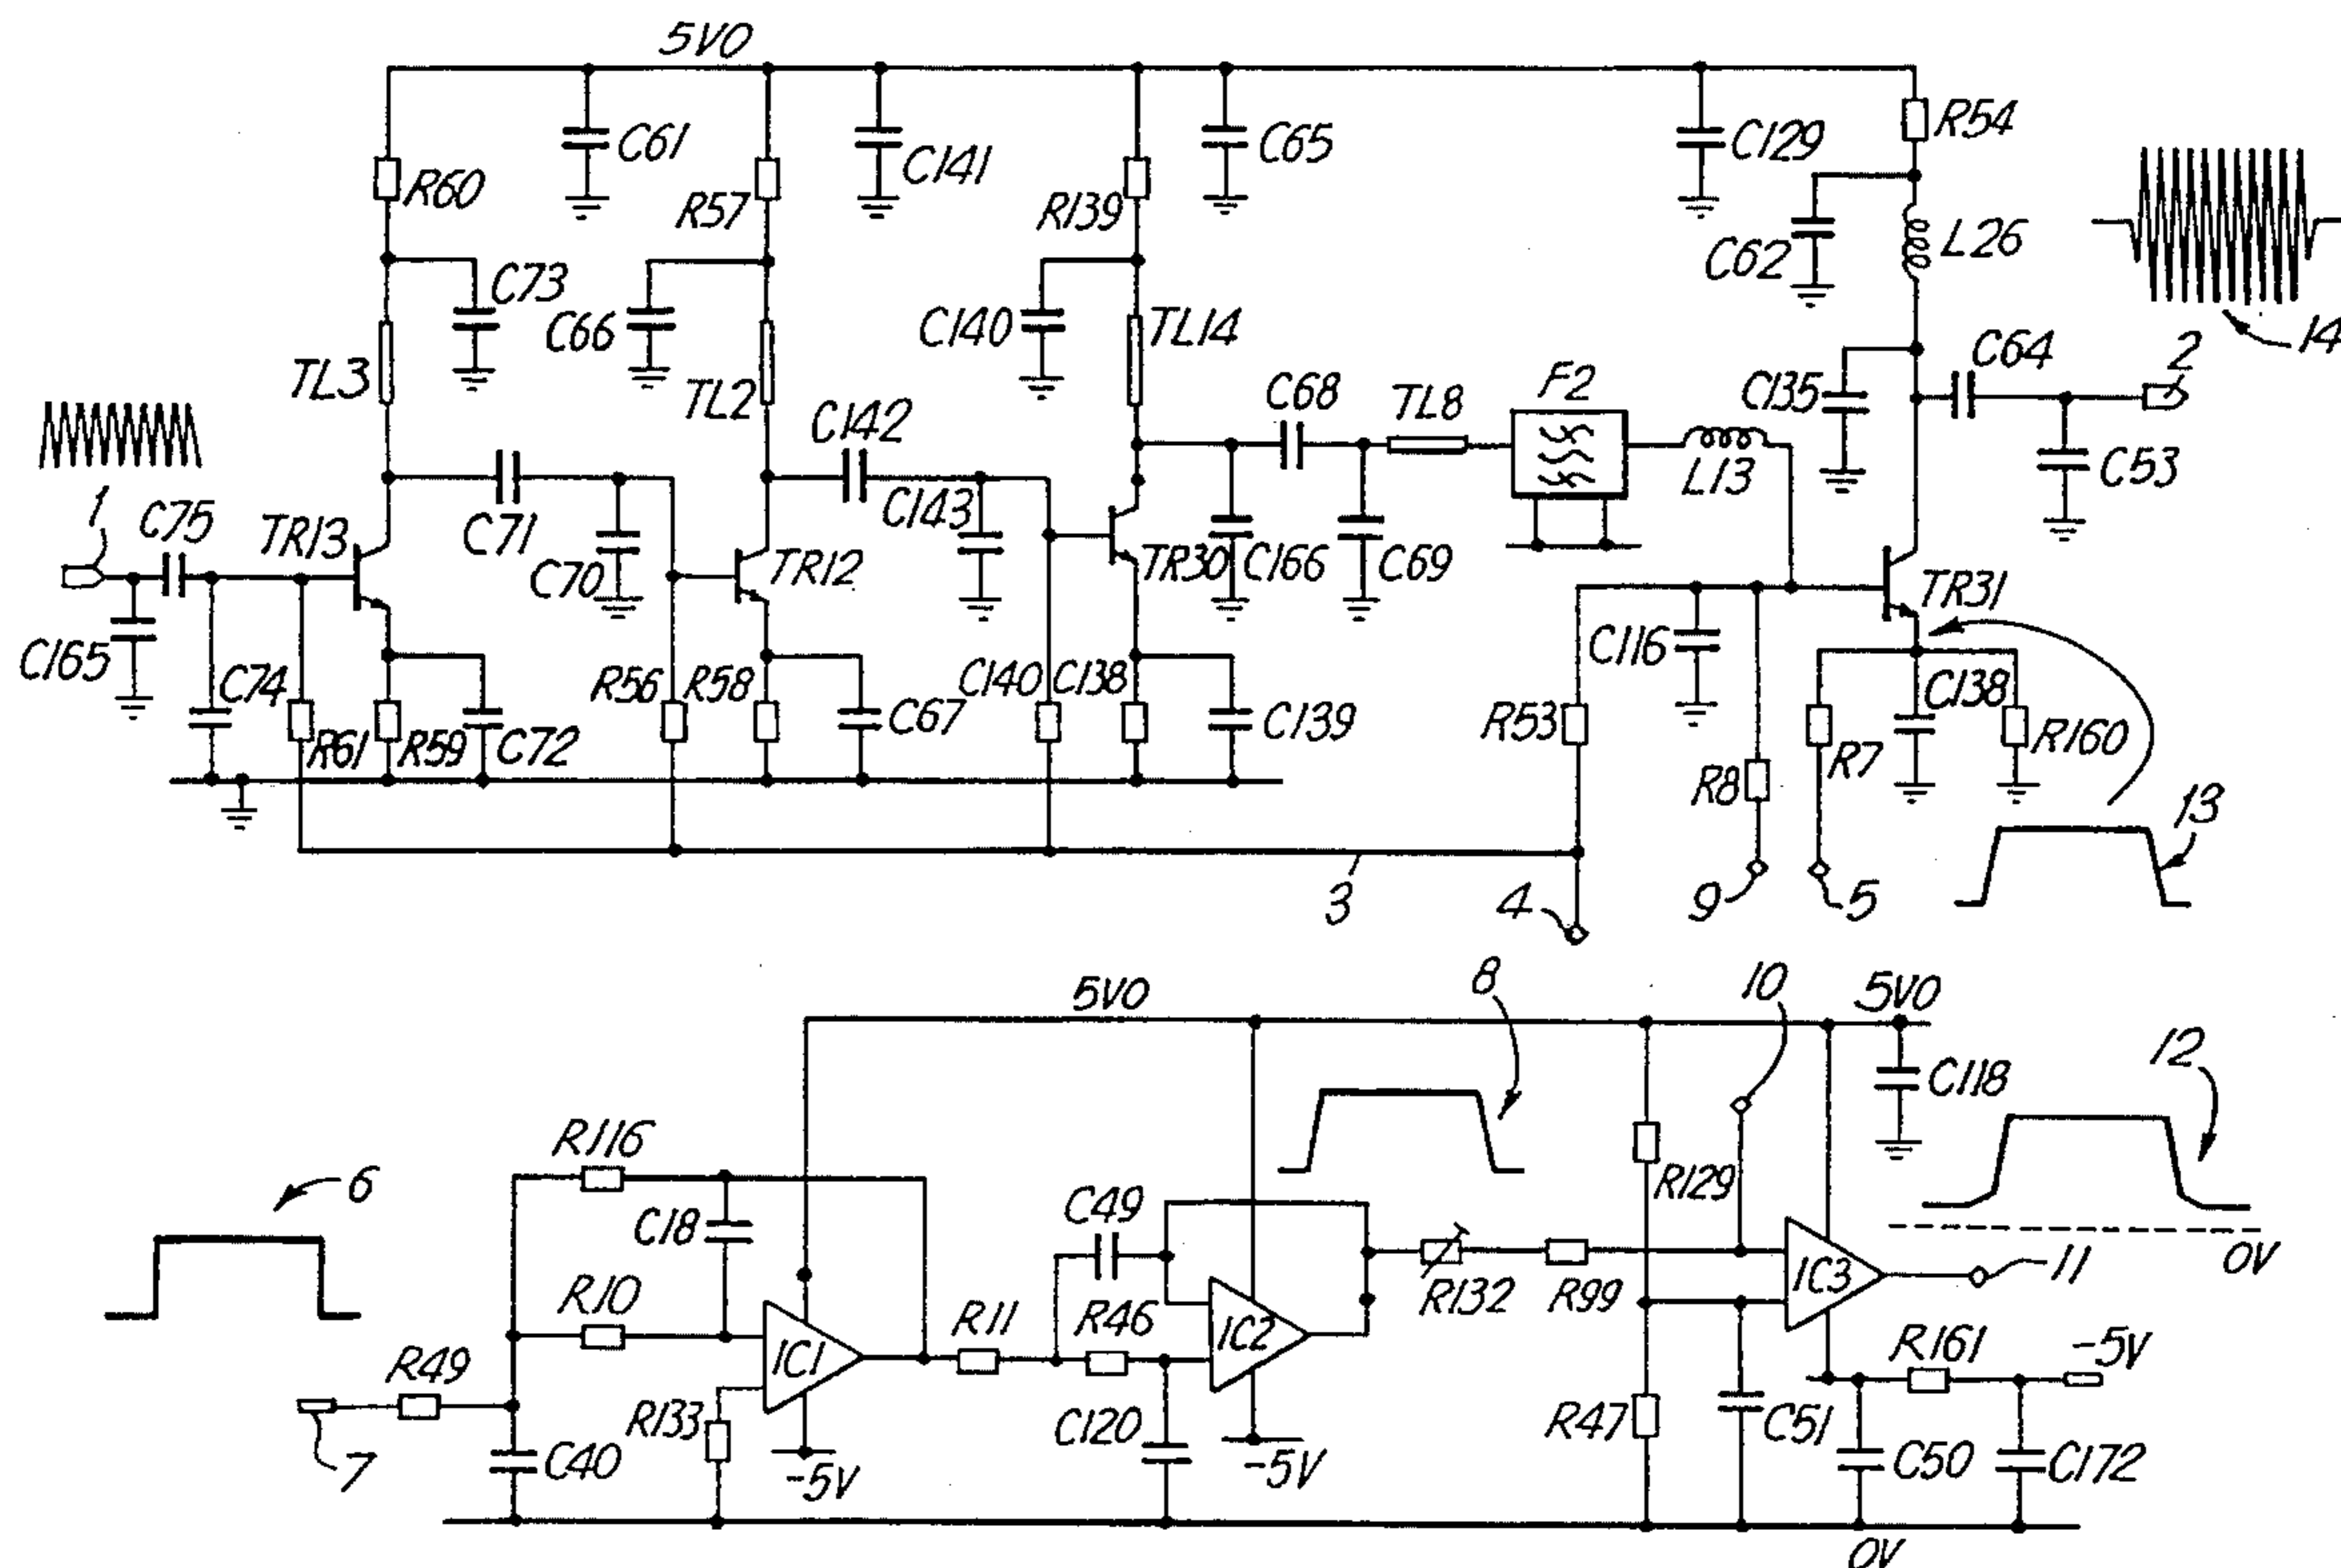 5V0
C61
R54
C65
C129
C141
R60
R57
R139
L26
C62
C73
C66
C140
TL14
14
2
C64
TL3
TL2
C68
TL8
F2
C135
C142
L13
C53
1
C75
TR13
C71
C143
C70
TR12
TR30
C166
C69
TR31
C165
C74
R56
R58
C140
C138
C116
C138
R61
R59
C72
C67
C139
R53
R8
R7
R160
13
3
4
9
5
8
10
5V0
5V0
12
C118
R116
6
C18
C49
R129
R10
IC3
0V
11
R11
R46
R132
R99
R49
IC1
IC2
R161
-5V
R133
C120
R47
C51
7
C40
-5V
-5V
C50
C172
0V